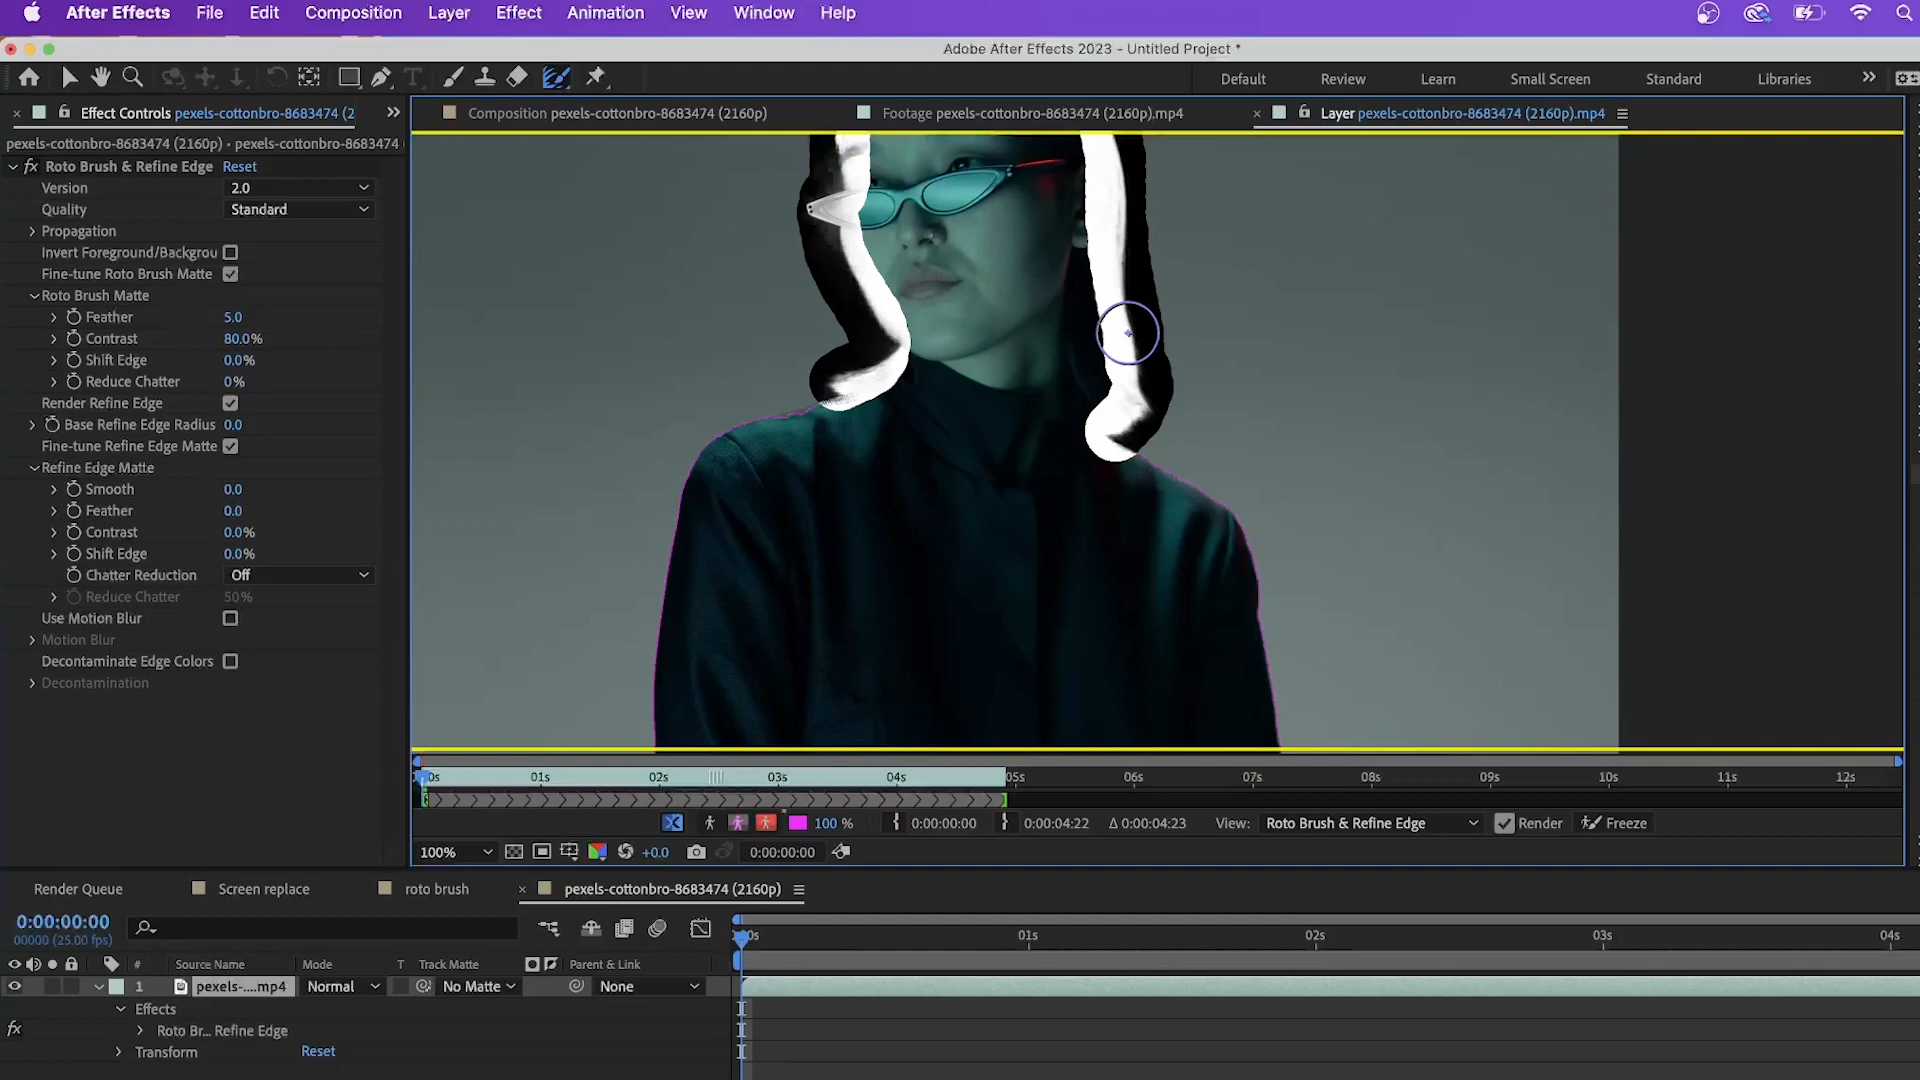 After Effects File Edit Composition Layer Effect Animation View Window Help
Adobe After Effects 2023 - Untitled Project *
T Default Review Learn Small Screen Standard Libraries
Effect Controls pexels-cottonbro-8683474 (2
Composition pexels-cottonbro-8683474 (2160p)
Footage pexels-cottonbro-8683474 (2160p).mp4
Layer pexels-cottonbro-8683474 (2160p).mp4
pexels-cottonbro-8683474 (2160p) • pexels-cottonbro-8683474
fx Roto Brush & Refine Edge Reset
Version 2.0
Quality Standard
Propagation
Invert Foreground/Backgrou
Fine-tune Roto Brush Matte
Roto Brush Matte
Feather 5.0
Contrast 80.0%
Shift Edge 0.0%
Reduce Chatter 0%
Render Refine Edge
Base Refine Edge Radius 0.0
Fine-tune Refine Edge Matte
Refine Edge Matte
Smooth 0.0
Feather 0.0
Contrast 0.0%
Shift Edge 0.0%
Chatter Reduction Off
Reduce Chatter 50%
Use Motion Blur
Motion Blur
Decontaminate Edge Colors
Decontamination
0s 01s 02s 03s 04s 05s 06s 07s 08s 09s 10s 11s 12s
100 % 0:00:00:00 0:00:04:22 Δ 0:00:04:23 View: Roto Brush & Refine Edge Render Freeze
100% +0.0 0:00:00:00
Render Queue Screen replace roto brush pexels-cottonbro-8683474 (2160p)
0:00:00:00
00000 (25.00 fps)
0s 01s 02s 03s 04s
# Source Name Mode T Track Matte Parent & Link
1 pexels-....mp4 Normal No Matte None
Effects
fx Roto Br... Refine Edge
Transform Reset